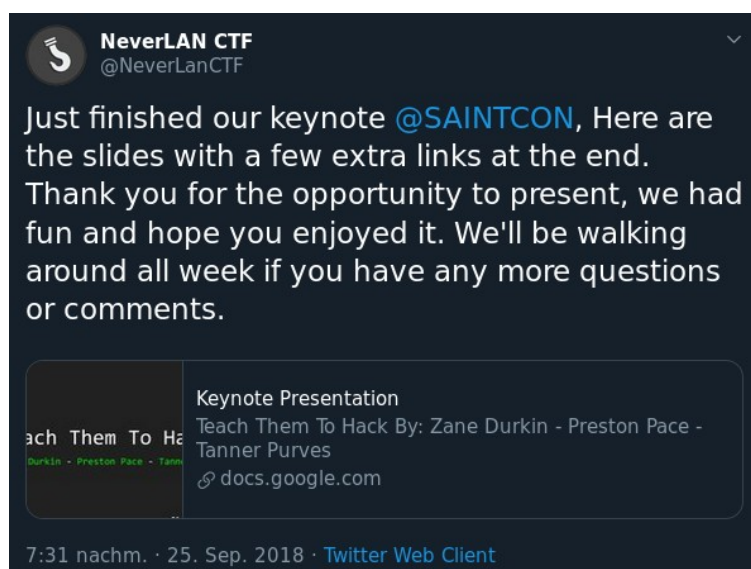 NeverLAN CTF
@NeverLanCTF
Just finished our keynote @SAINTCON, Here are
the slides with a few extra links at the end.
Thank you for the opportunity to present, we had
fun and hope you enjoyed it. We'll be walking
around all week if you have any more questions
or comments.
ach Them To Ha
Durkin - Preston Pace - Tann
Keynote Presentation
Teach Them To Hack By: Zane Durkin - Preston Pace -
Tanner Purves
docs.google.com
7:31 nachm. · 25. Sep. 2018 · Twitter Web Client